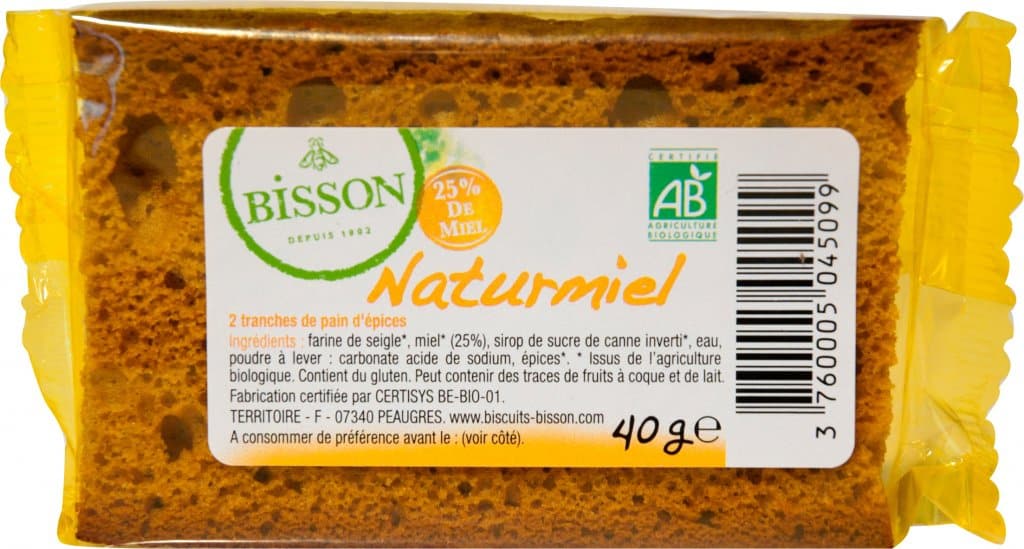 BiSSON
DEPUIS 1992
25%
DE
MIEL
CERTIFIÉ
AB
AGRICULTURE
BIOLOGIQUE
Naturmiel
2 tranches de pain d'épices
Ingrédients : farine de seigle*, miel* (25%), sirop de sucre de canne inverti*, eau,
poudre à lever : carbonate acide de sodium, épices*. * Issus de l'agriculture
biologique. Contient du gluten. Peut contenir des traces de fruits à coque et de lait.
Fabrication certifiée par CERTISYS BE-BIO-01.
TERRITOIRE - F - 07340 PEAUGRES. www.biscuits-bisson.com
A consommer de préférence avant le : (voir côté).
40 g e
3 760005 045099